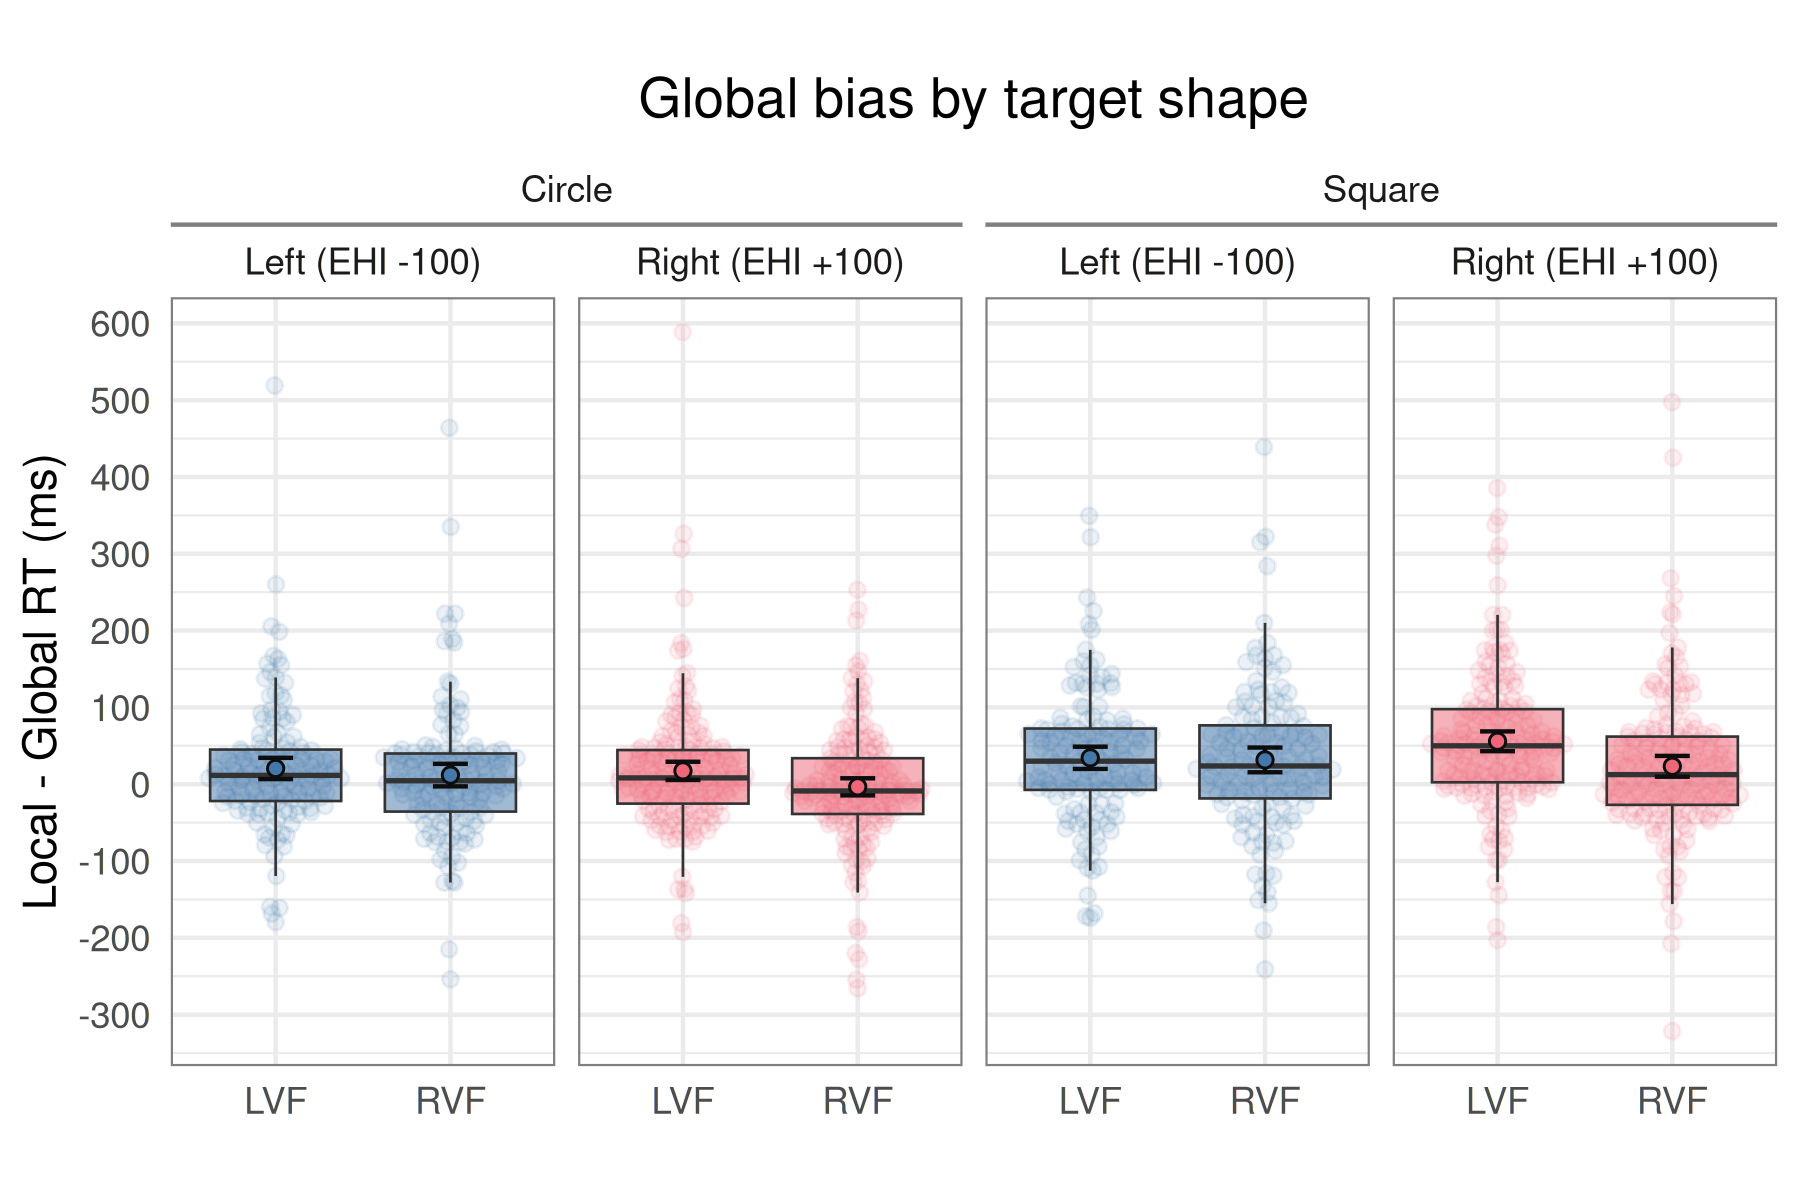 Global bias by target shape
Circle
Square
Left (EHI -100)
Right (EHI +100)
Left (EHI -100)
Right (EHI +100)
Local - Global RT (ms)
600
500
400
300
200
100
0
-100
-200
-300
LVF
RVF
LVF
RVF
LVF
RVF
LVF
RVF